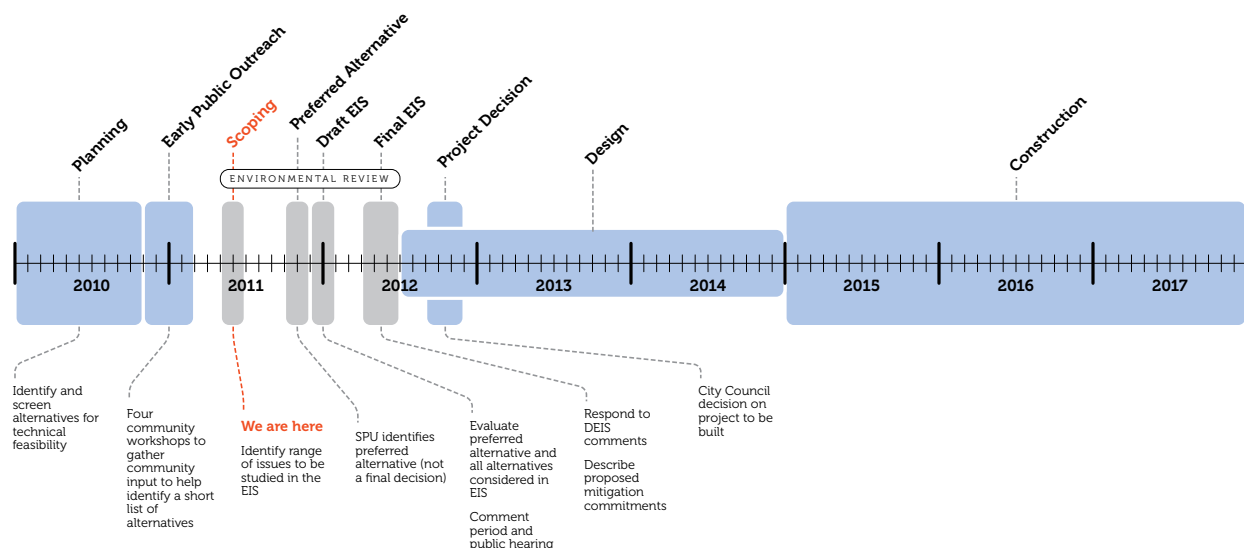 Planning
Early Public Outreach
Scoping
Preferred Alternative
Draft EIS
Final EIS
Project Decision
Design
Construction
ENVIRONMENTAL REVIEW
2010
2011
2012
2013
2014
2015
2016
2017
Identify and
screen
alternatives for
technical
feasibility
Four
community
workshops to
gather
community
input to help
identify a short
list of
alternatives
We are here
Identify range
of issues to be
studied in the
EIS
SPU identifies
preferred
alternative (not
a final decision)
Evaluate
preferred
alternative and
all alternatives
considered in
EIS
Comment
period and
public hearing
Respond to
DEIS
comments
Describe
proposed
mitigation
commitments
City Council
decision on
project to be
built